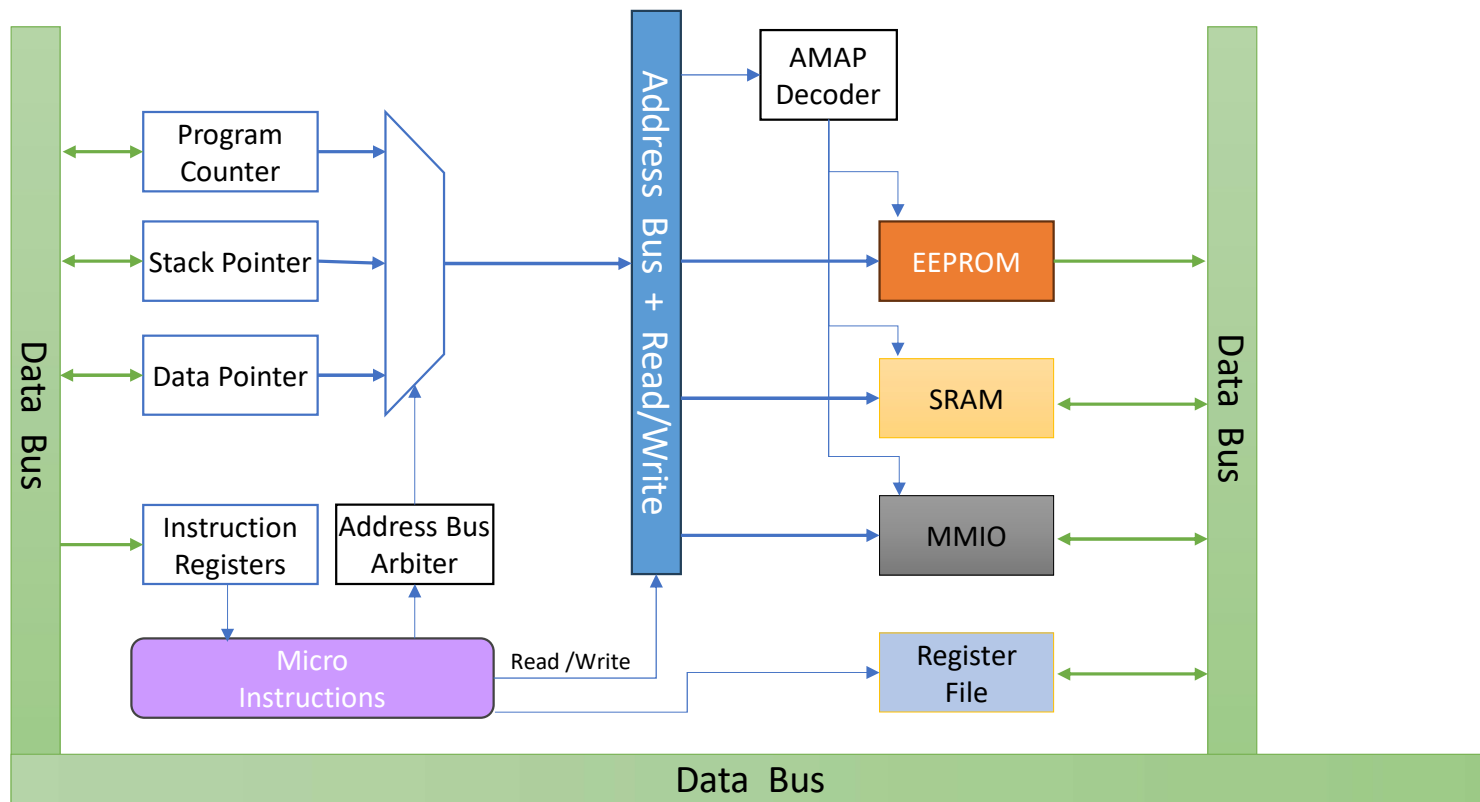 AMAP
Decoder
Program
Counter
Stack Pointer
Data Pointer
Address Bus + Read/Write
EEPROM
SRAM
MMIO
Data Bus
Data Bus
Instruction
Registers
Address Bus
Arbiter
Micro
Instructions
Read /Write
Register
File
Data Bus